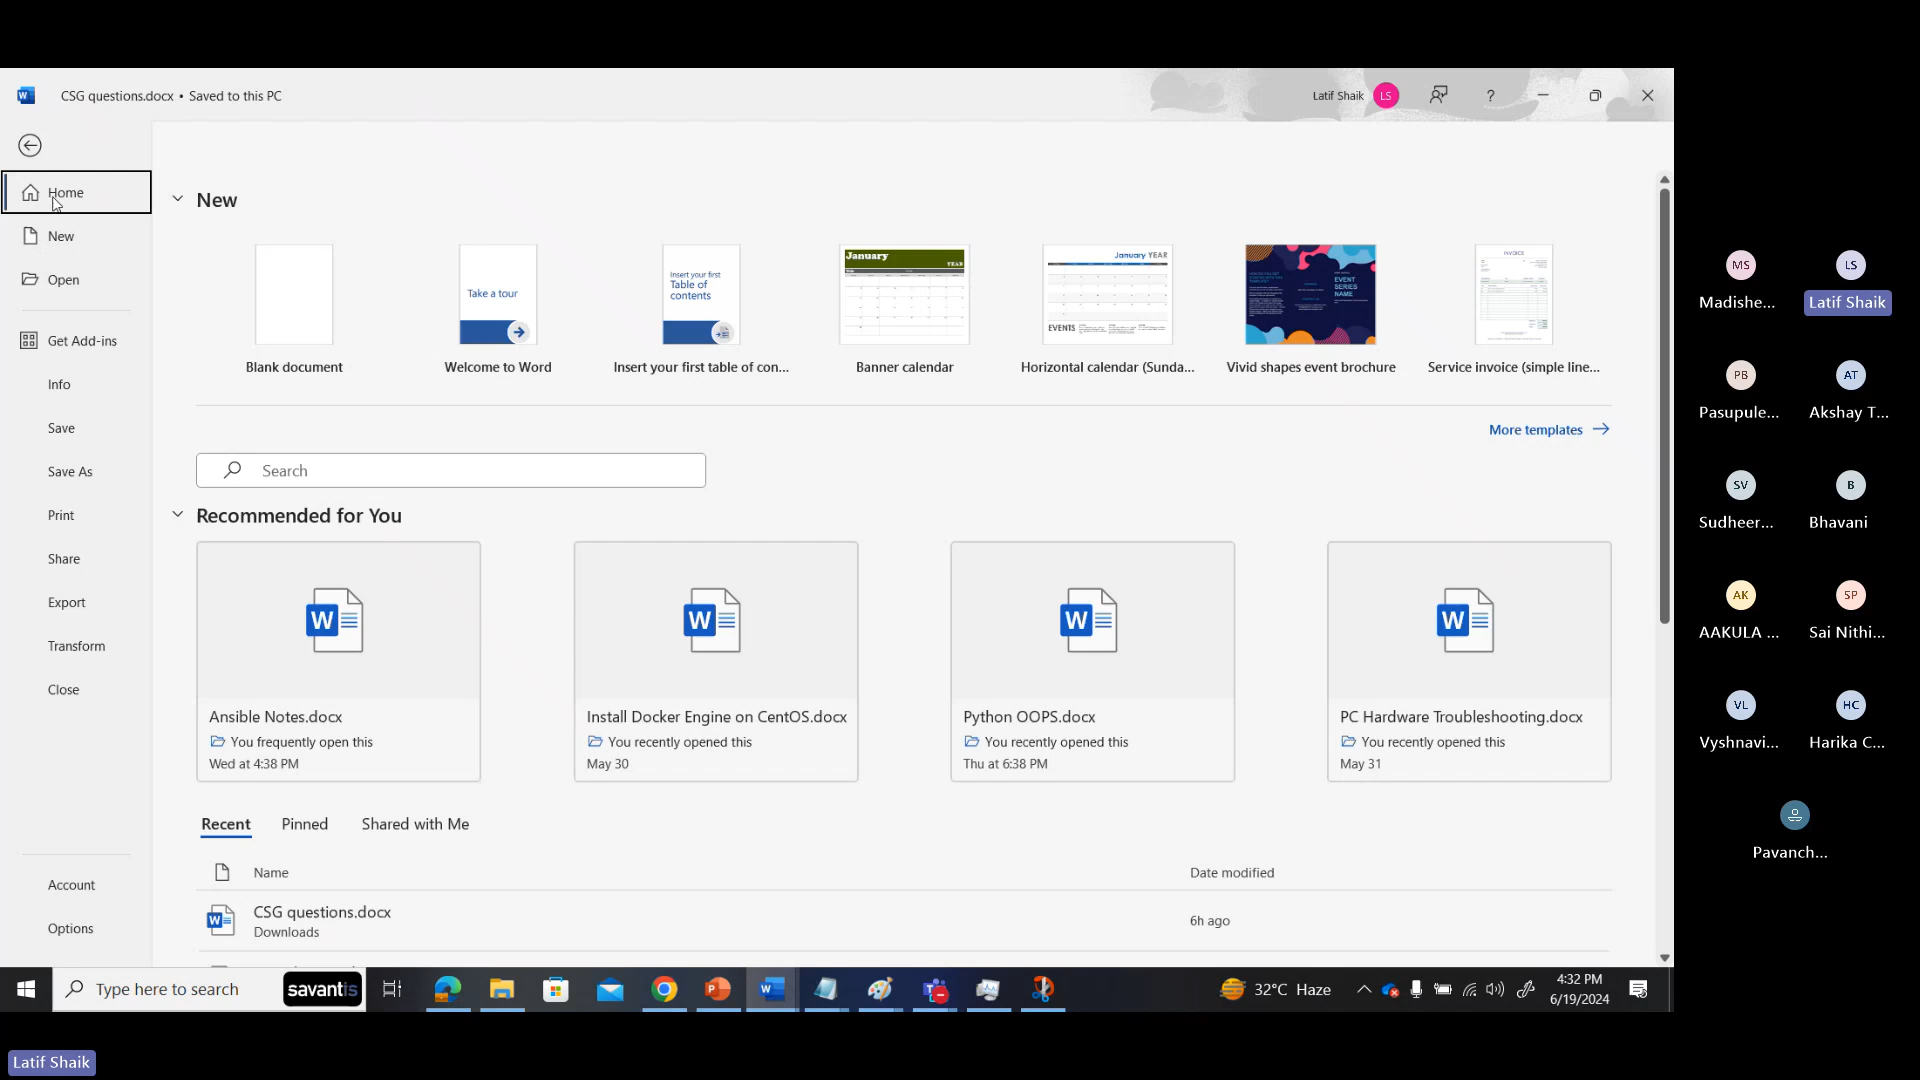 CSG questions.docx • Saved to this PC
Latif Shaik LS
?
Home
New
Open
Get Add-ins
Info
Save
Save As
Print
Share
Export
Transform
Close
Account
Options
New
Take a tour
Insert your first
Table of
contents
January
YEAR
EVENTS
January YEAR
EVENT
SERIES
NAME
INVOICE
Blank document
Welcome to Word
Insert your first table of con...
Banner calendar
Horizontal calendar (Sunda...
Vivid shapes event brochure
Service invoice (simple line...
More templates
Search
Recommended for You
Ansible Notes.docx
You frequently open this
Wed at 4:38 PM
Install Docker Engine on CentOS.docx
You recently opened this
May 30
Python OOPS.docx
You recently opened this
Thu at 6:38 PM
PC Hardware Troubleshooting.docx
You recently opened this
May 31
Recent
Pinned
Shared with Me
Name
Date modified
CSG questions.docx
Downloads
6h ago
Type here to search
savantis
32°C Haze
4:32 PM
6/19/2024
MS
Madishe...
LS
Latif Shaik
PB
Pasupule...
AT
Akshay T...
SV
Sudheer...
B
Bhavani
AK
AAKULA ...
SP
Sai Nithi...
VL
Vyshnavi...
HC
Harika C...
Pavanch...
Latif Shaik